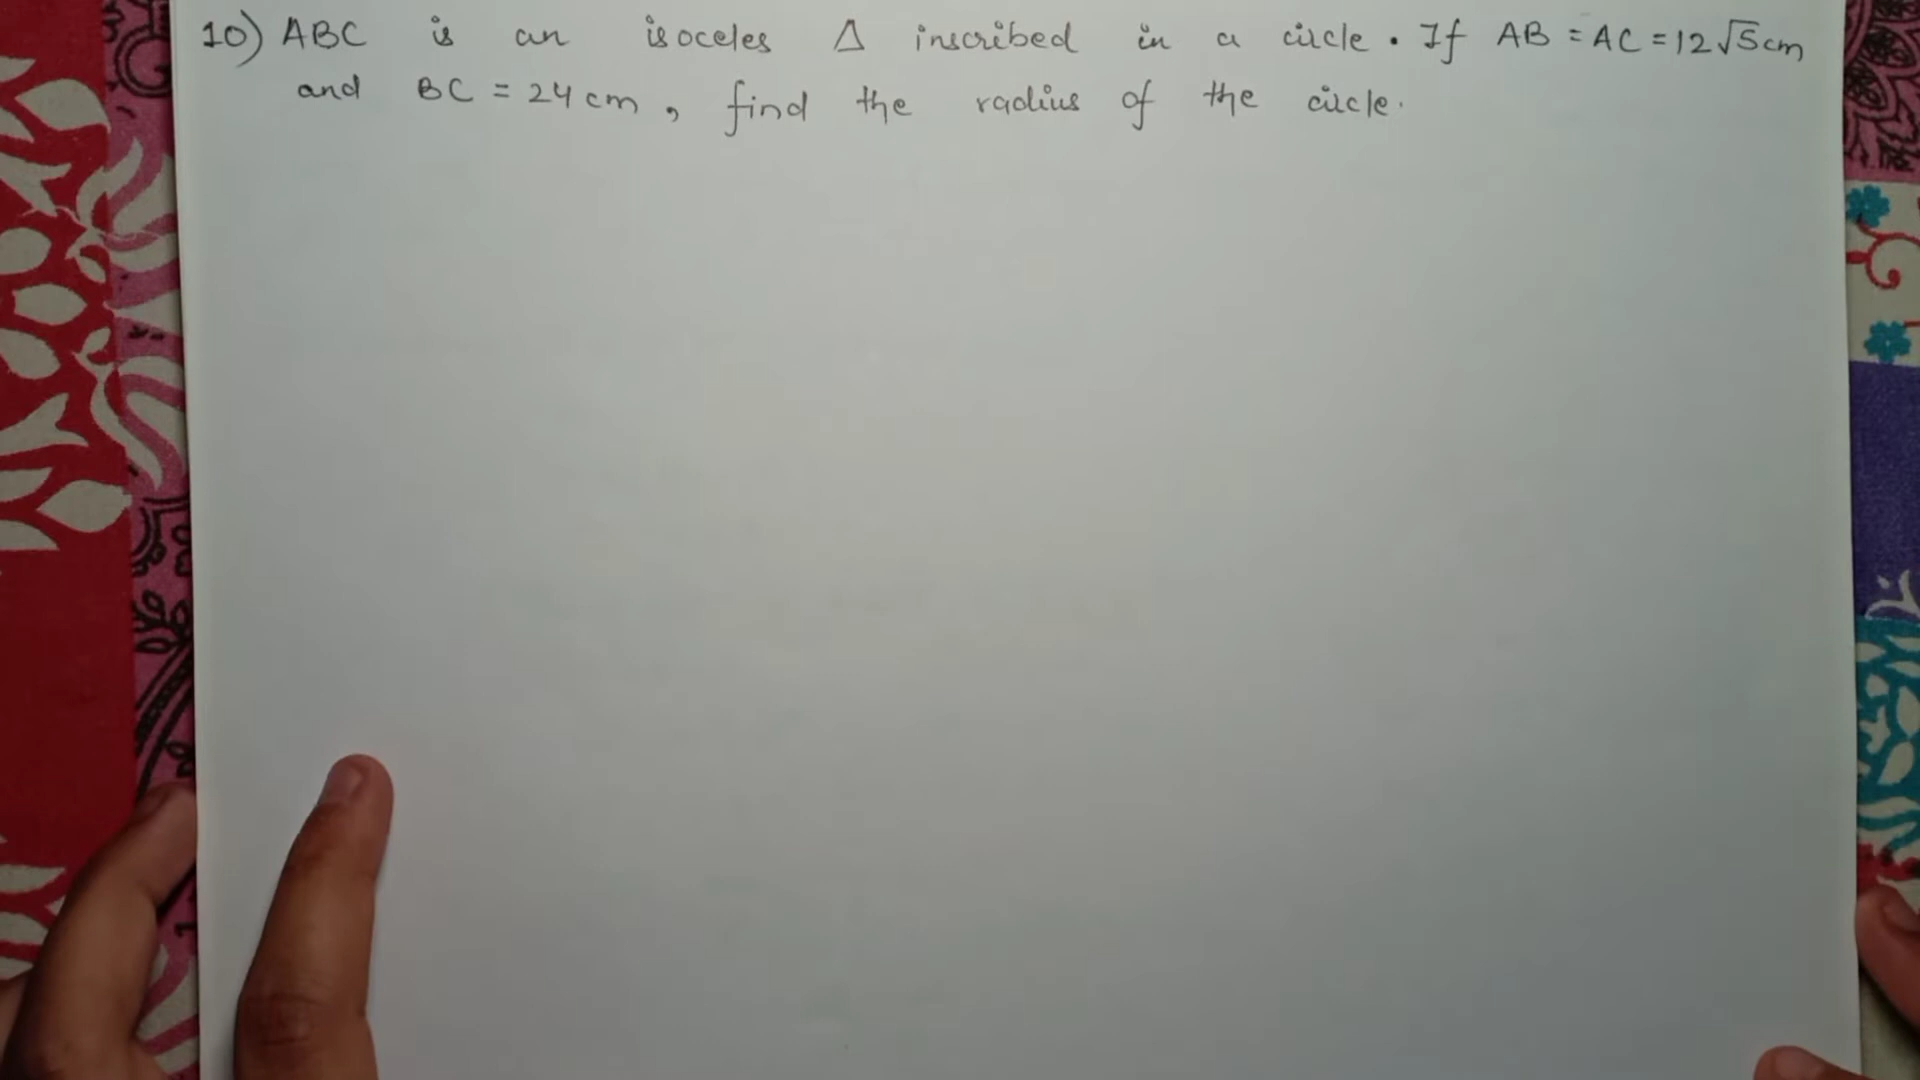 10) ABC is an isoceles Δ inscribed in a circle. If AB = AC = 12√5 cm
and BC = 24 cm, find the radius of the circle.